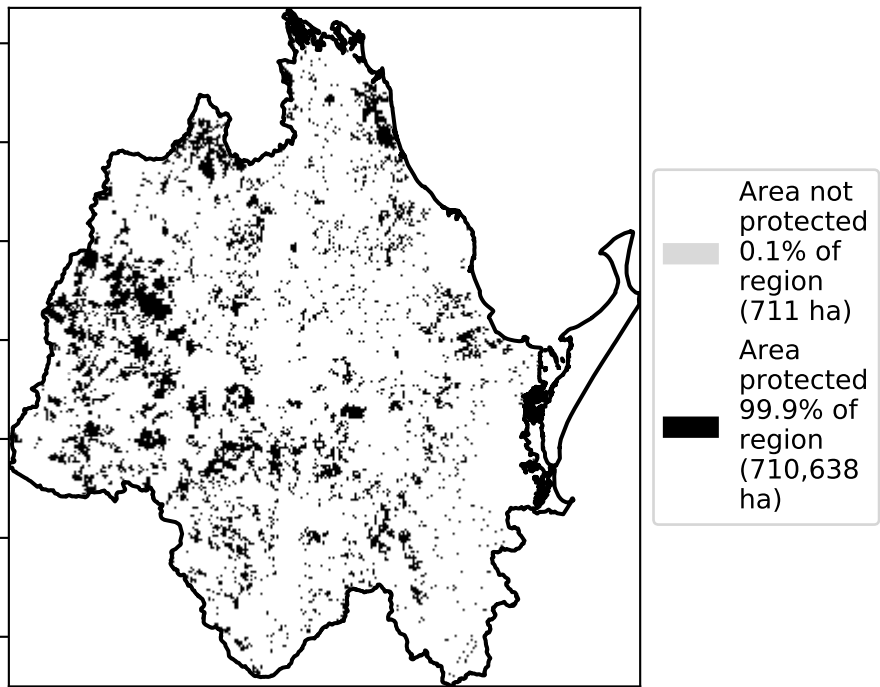 Area not
protected
0.1% of
region
(711 ha)
Area
protected
99.9% of
region
(710,638
ha)